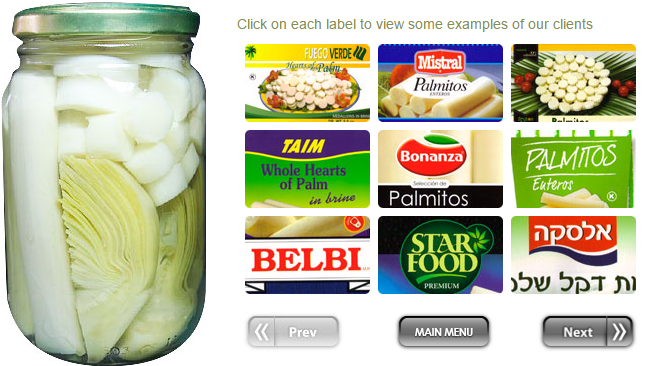 Click on each label to view some examples of our clients
FUEGO VERDE
Hearts of Palm
Mistral
Palmitos
ENTEROS
Palmitos
TAIM
Whole Hearts
of Palm
in brine
Bonanza
Selección de
Palmitos
PALMITOS
Enteros
BELBI
STAR
FOOD
PREMIUM
אלסקה
ות דקל שלמ
Prev
MAIN MENU
Next